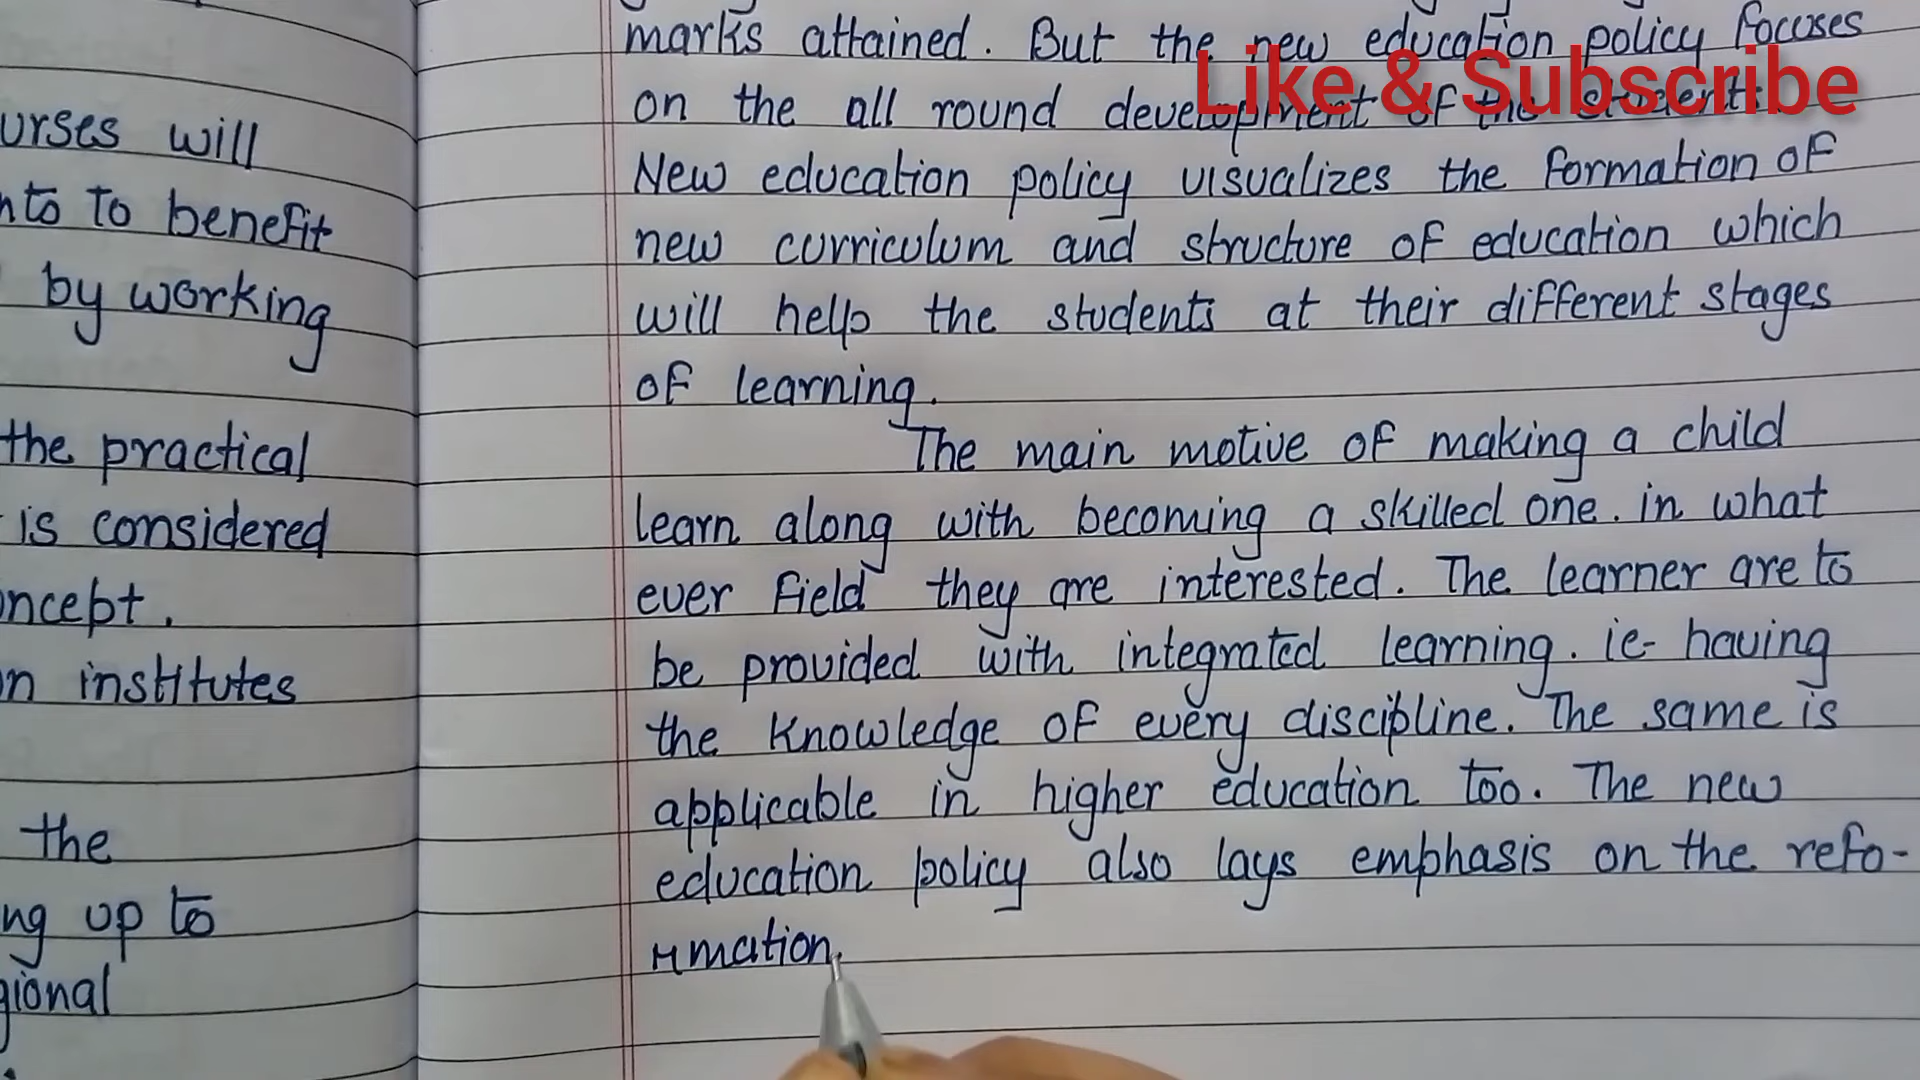 urses will
nts to benefit
by working
the practical
is considered
ncept.
n institutes
the
ng up to
gional
marks attained. But the new education policy focuses
Like & Subscribe
on the all round development of the students.
New education policy visualizes the formation of
new curriculum and structure of education which
will help the students at their different stages
of learning.
The main motive of making a child
learn along with becoming a skilled one. in what
ever field they are interested. The learner are to
be provided with integrated learning. ie- having
the knowledge of every discipline. The same is
applicable in higher education too. The new
education policy also lays emphasis on the refo-
rmation.